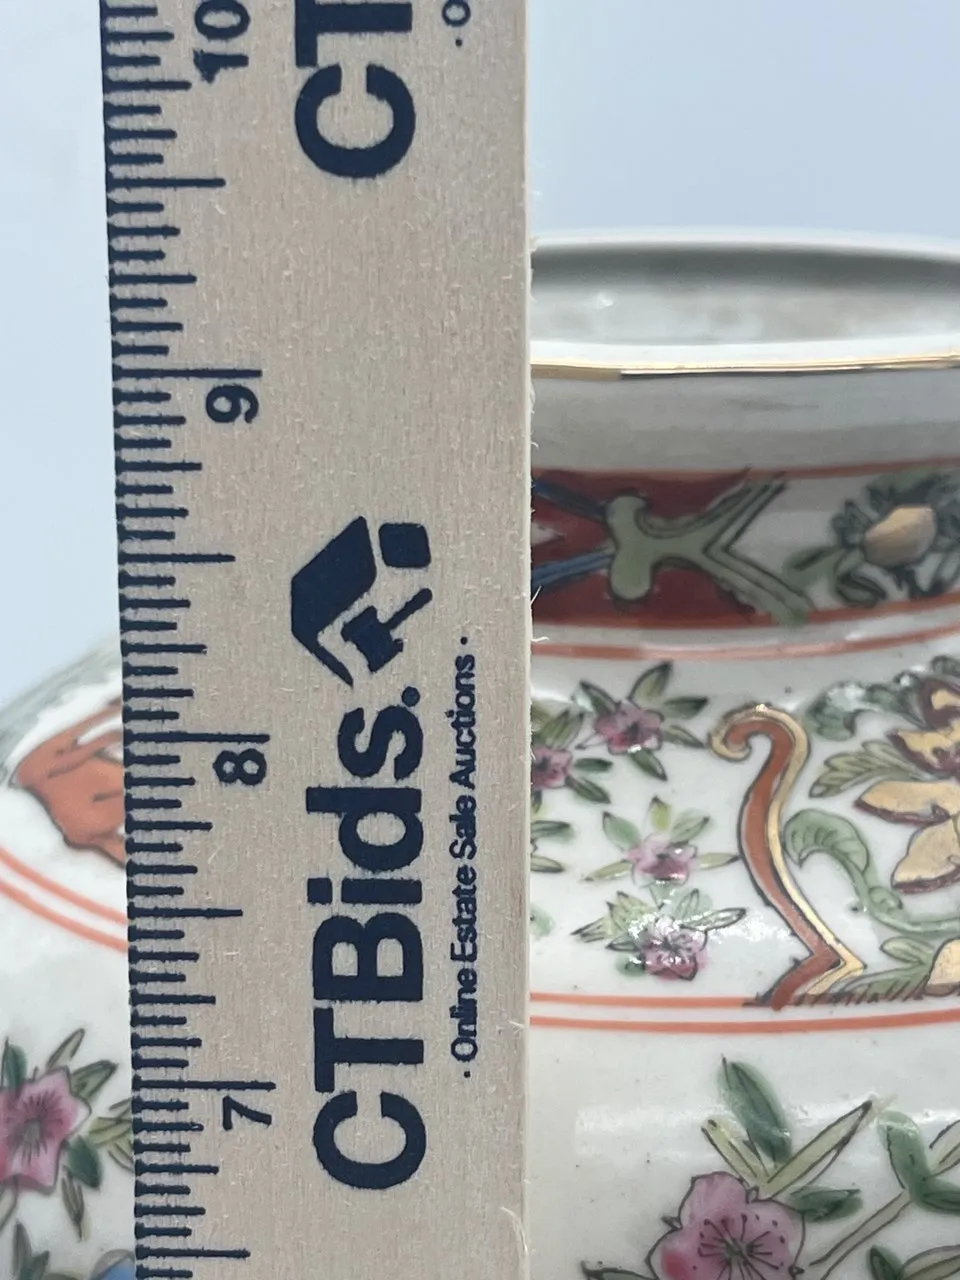 10
9
8
7
CT
CTBids.
· Online Estate Sale Auctions ·